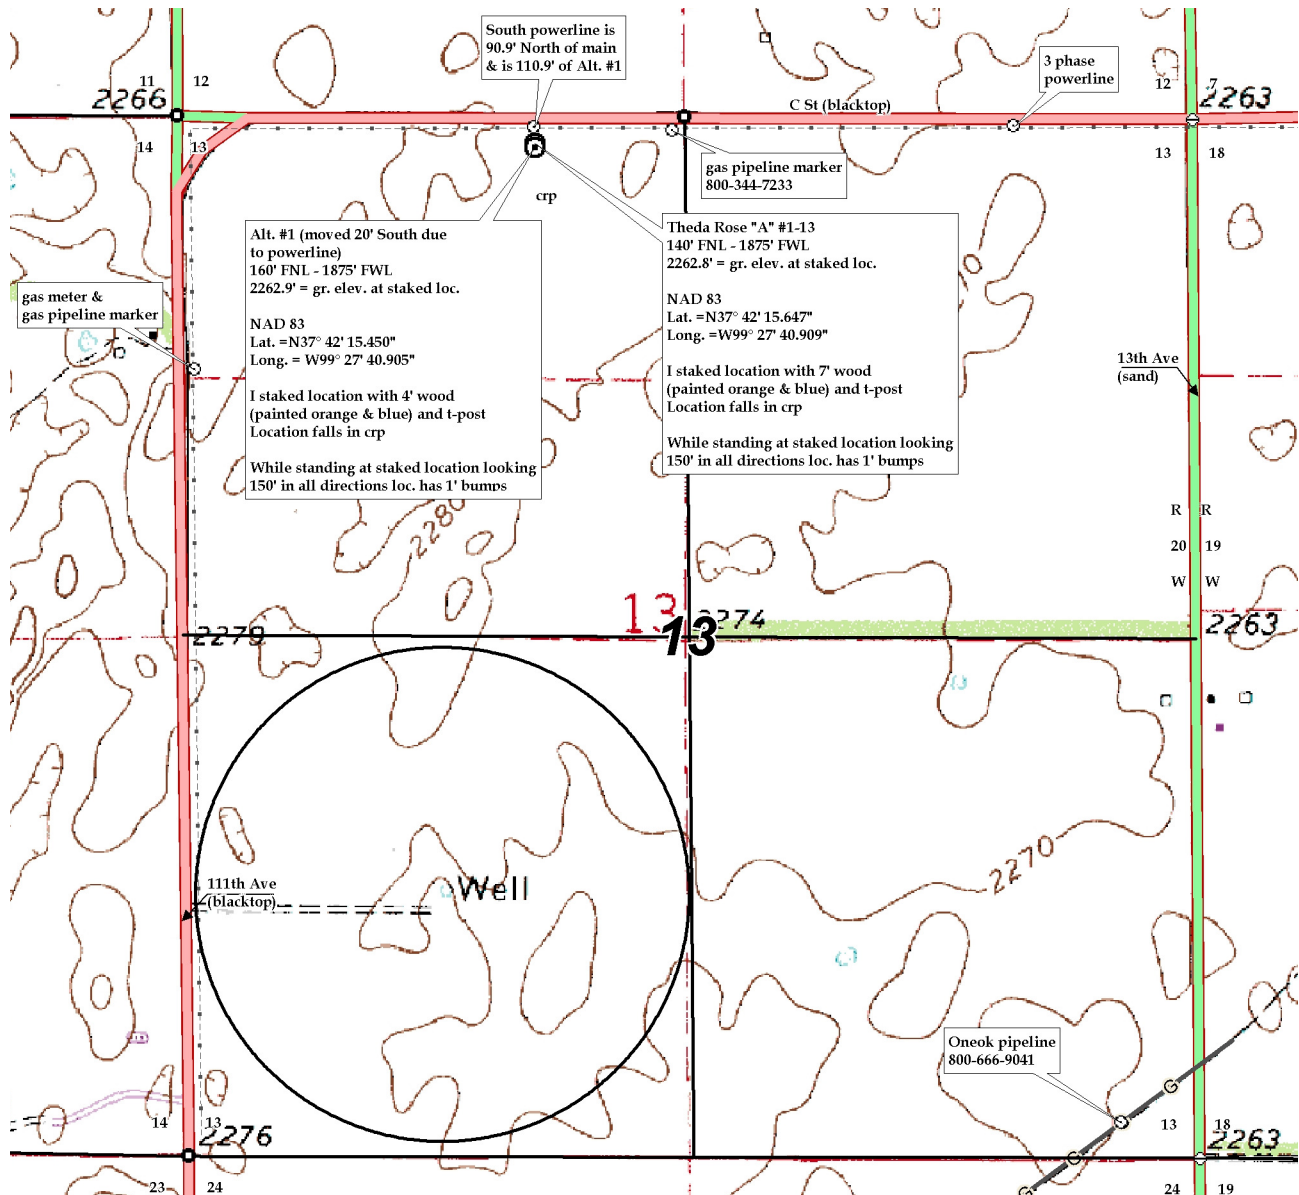 South powerline is
90.9' North of main
& is 110.9' of Alt. #1
3 phase
powerline
11
12
12
7
2266
2263
C St (blacktop)
14
13
13
18
gas pipeline marker
800-344-7233
crp
Alt. #1 (moved 20' South due
to powerline)
160' FNL - 1875' FWL
2262.9' = gr. elev. at staked loc.
NAD 83
Lat. =N37° 42' 15.450"
Long. = W99° 27' 40.905"
I staked location with 4' wood
(painted orange & blue) and t-post
Location falls in crp
While standing at staked location looking
150' in all directions loc. has 1' bumps
Theda Rose "A" #1-13
140' FNL - 1875' FWL
2262.8' = gr. elev. at staked loc.
NAD 83
Lat. =N37° 42' 15.647"
Long. =W99° 27' 40.909"
I staked location with 7' wood
(painted orange & blue) and t-post
Location falls in crp
While standing at staked location looking
150' in all directions loc. has 1' bumps
gas meter &
gas pipeline marker
13th Ave
(sand)
2280
R
R
20
19
W
W
13
13
2274
2263
2279
2270
111th Ave
(blacktop)
Well
Oneok pipeline
800-666-9041
G
G
G
14
13
13
18
2276
2263
23
24
24
19